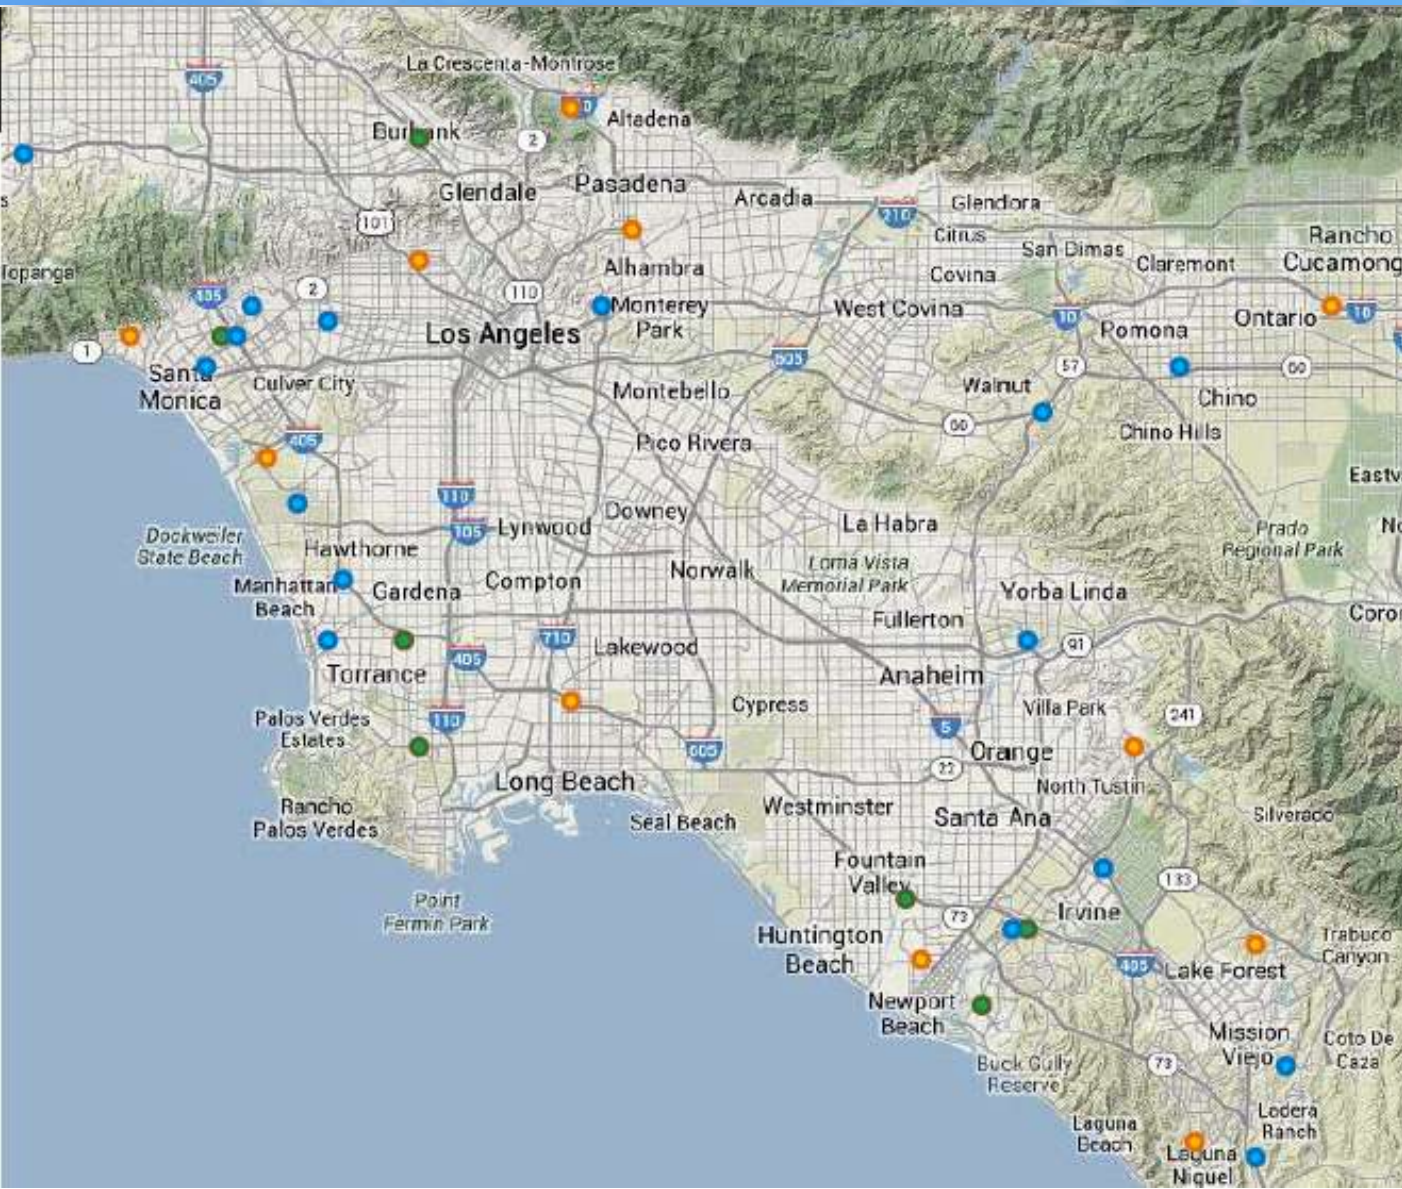 La Crescenta-Montrose
405
Altadena
Burbank
2
Glendale
Pasadena
Arcadia
210
Glendora
101
Citrus
San Dimas
Rancho
Cucamong
Claremont
Topanga
Alhambra
Covina
405
2
110
Monterey
Park
West Covina
10
Pomona
Ontario
10
Los Angeles
1
605
57
60
Santa
Monica
Culver City
Montebello
Walnut
Chino
60
Chino Hills
405
Pico Rivera
Eastv
110
Downey
La Habra
Dockweiler
State Beach
105
Lynwood
Prado
Regional Park
No
Hawthorne
Norwalk
Loma Vista
Memorial Park
Manhattan
Beach
Gardena
Compton
Yorba Linda
Fullerton
Coro
710
Lakewood
91
405
Torrance
Anaheim
Cypress
Villa Park
241
Palos Verdes
Estates
110
605
5
Orange
22
Long Beach
North Tustin
Rancho
Palos Verdes
Seal Beach
Westminster
Santa Ana
Silverado
Fountain
Valley
133
Point
Fermin Park
73
Irvine
Huntington
Beach
405
Lake Forest
Trabuco
Canyon
Newport
Beach
Mission
Viejo
Coto De
Caza
Buck Gully
Reserve
73
Ladera
Ranch
Laguna
Beach
Laguna
Niguel